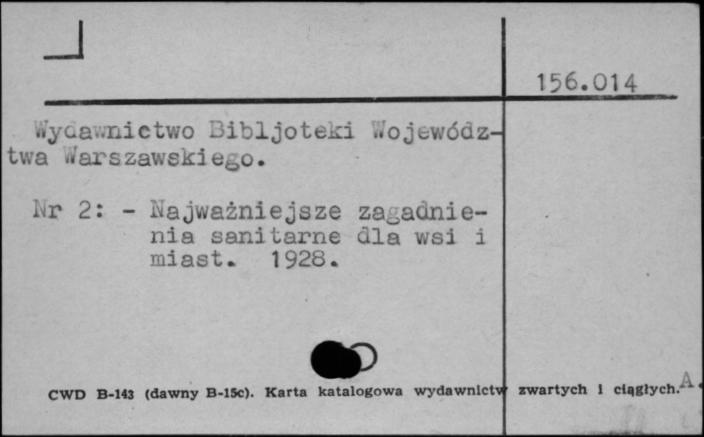 156.014
Wydawnictwo Bibljoteki Wojewódz-
twa Warszawskiego.
Nr 2: - Najważniejsze zagadnie-
nia sanitarne dla wsi i
miast. 1928.
CWD B-143 (dawny B-15c). Karta katalogowa wydawnictw zwartych i ciągłych.
A.